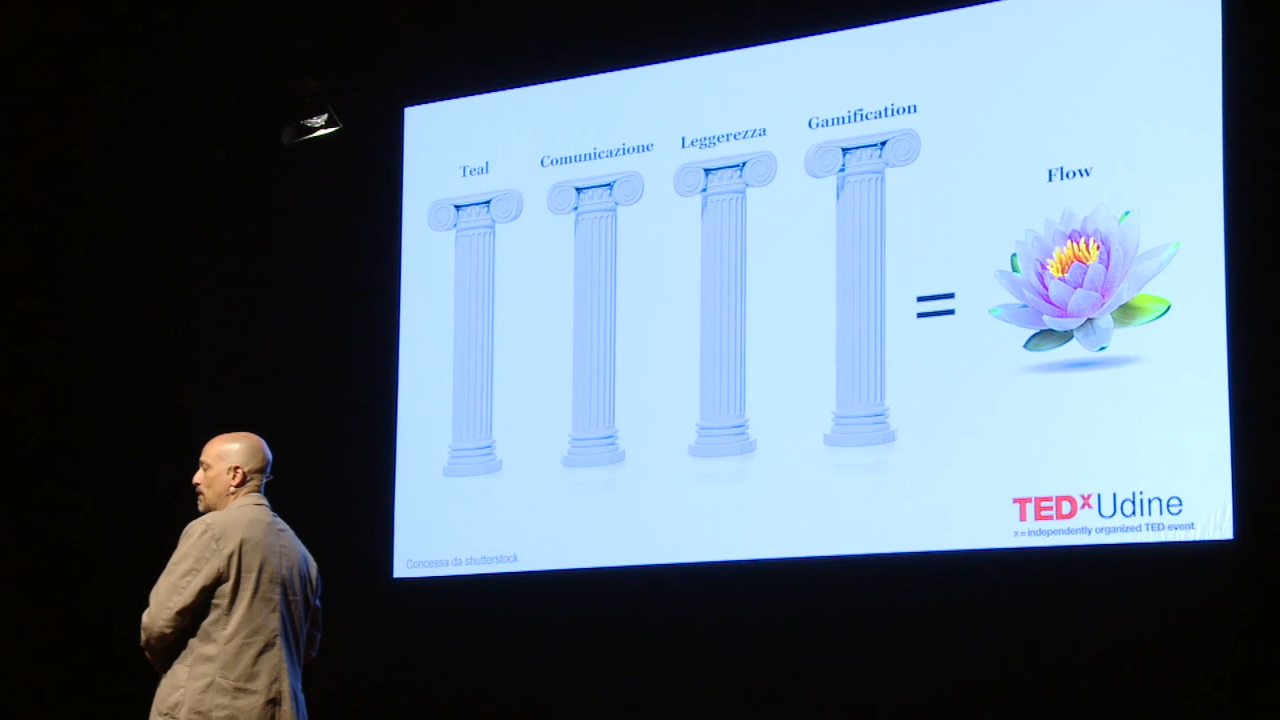 Teal
Comunicazione
Leggerezza
Gamification
=
Flow
TEDxUdine
x = independently organized TED event
Concessa da shutterstock